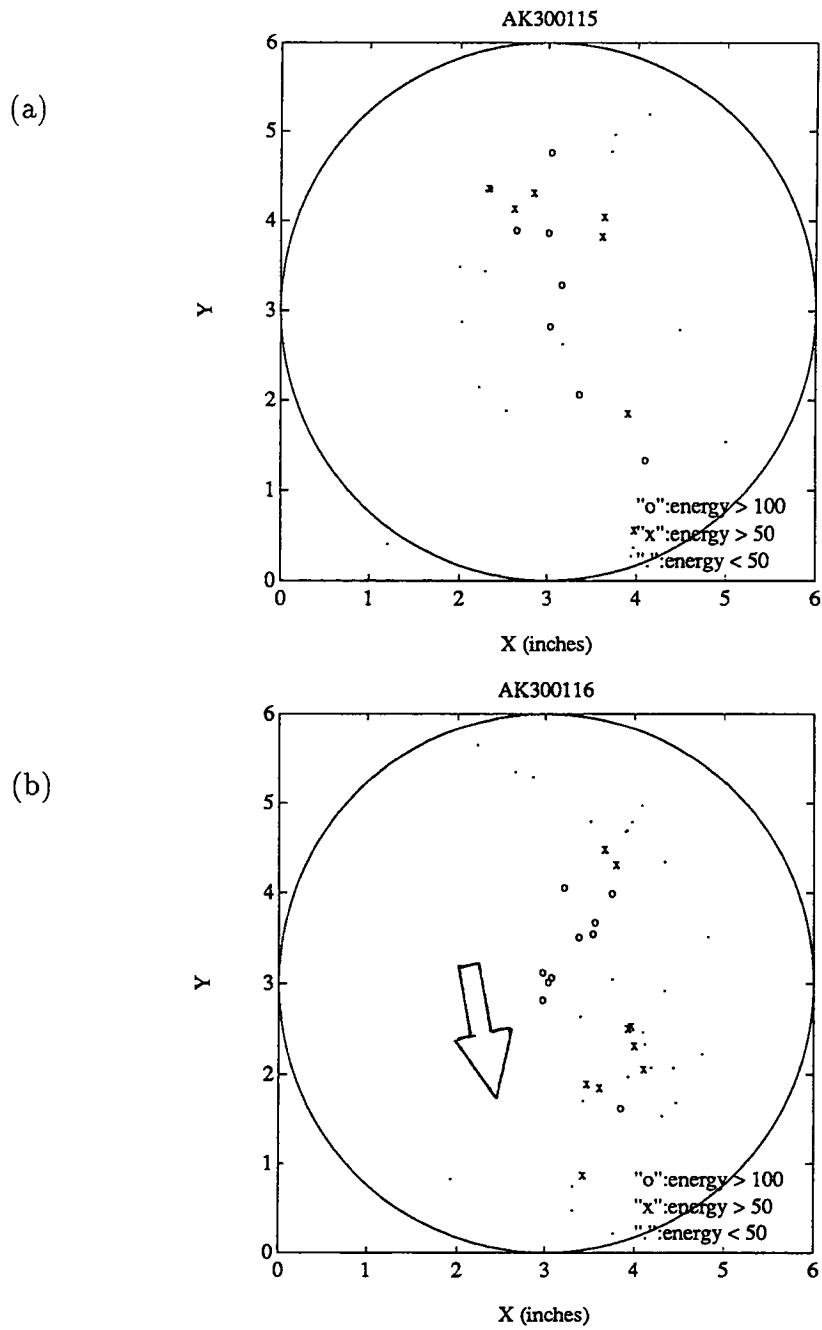 (a)
AK300115
6
5
4
3
2
1
0
Y
"o":energy > 100
"x":energy > 50
".":energy < 50
0 1 2 3 4 5 6
X (inches)
(b)
AK300116
6
5
4
3
2
1
0
Y
"o":energy > 100
"x":energy > 50
".":energy < 50
0 1 2 3 4 5 6
X (inches)